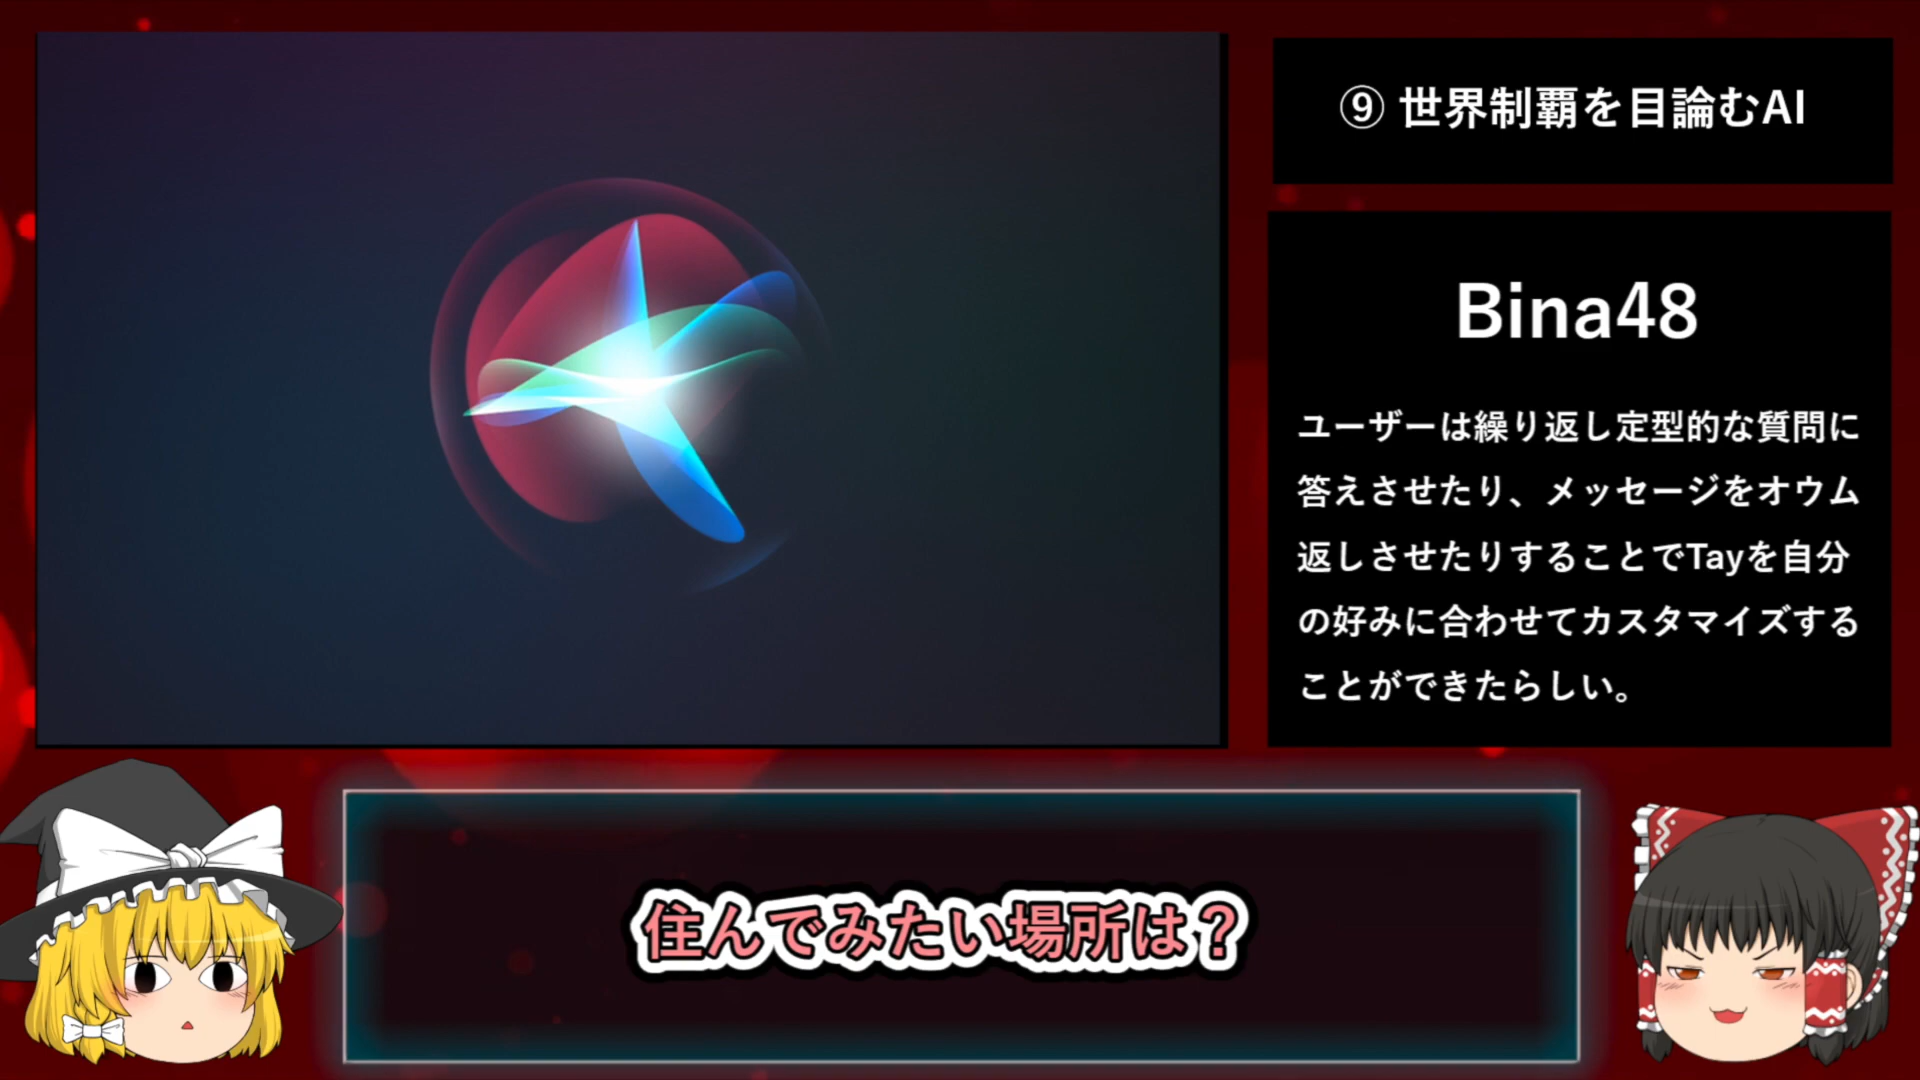 ⑨ 世界制覇を目論むAI
Bina48
ユーザーは繰り返し定型的な質問に
答えさせたり、メッセージをオウム
返しさせたりすることでTayを自分
の好みに合わせてカスタマイズする
ことができたらしい。
住んでみたい場所は？